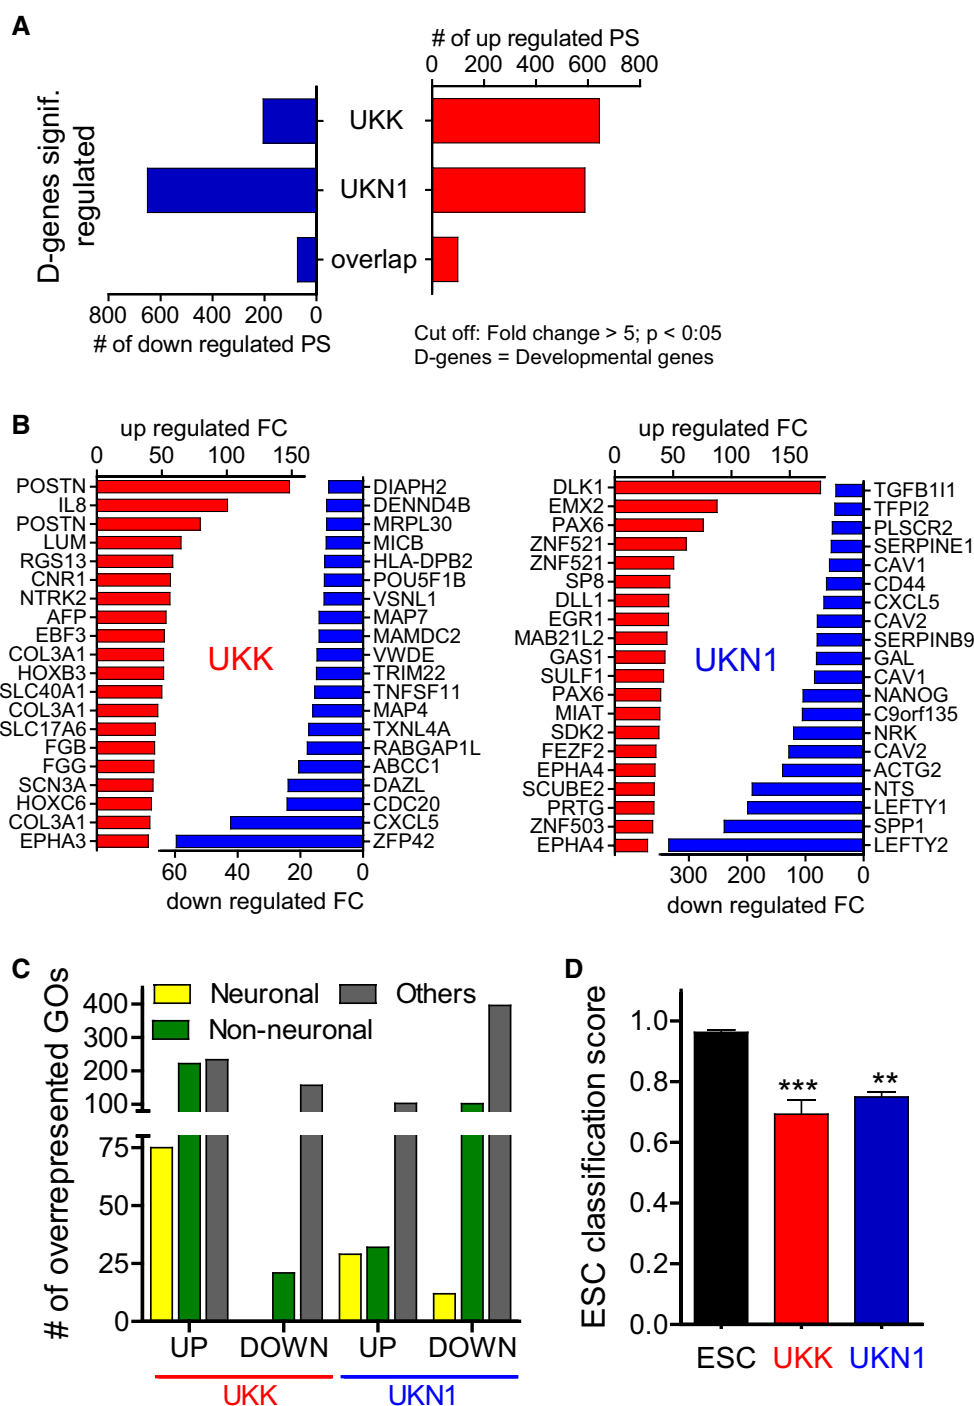 A
# of up regulated PS
0 200 400 600 800
D-genes signif.
regulated
UKK
UKN1
overlap
800 600 400 200 0
# of down regulated PS
Cut off: Fold change > 5; p < 0:05
D-genes = Developmental genes
B
up regulated FC
0 50 100 150
POSTN DIAPH2
IL8 DENND4B
POSTN MRPL30
LUM MICB
RGS13 HLA-DPB2
CNR1 POU5F1B
NTRK2 VSNL1
AFP MAP7
EBF3 MAMDC2
COL3A1 VWDE
HOXB3 TRIM22
SLC40A1 TNFSF11
COL3A1 MAP4
SLC17A6 TXNL4A
FGB RABGAP1L
FGG ABCC1
SCN3A DAZL
HOXC6 CDC20
COL3A1 CXCL5
EPHA3 ZFP42
UKK
60 40 20 0
down regulated FC
up regulated FC
0 50 100 150
DLK1 TGFB1I1
EMX2 TFPI2
PAX6 PLSCR2
ZNF521 SERPINE1
ZNF521 CAV1
SP8 CD44
DLL1 CXCL5
EGR1 CAV2
MAB21L2 SERPINB9
GAS1 GAL
SULF1 CAV1
PAX6 NANOG
MIAT C9orf135
SDK2 NRK
FEZF2 CAV2
EPHA4 ACTG2
SCUBE2 NTS
PRTG LEFTY1
ZNF503 SPP1
EPHA4 LEFTY2
UKN1
300 200 100 0
down regulated FC
C
# of overrepresented GOs
Neuronal Others
Non-neuronal
400
300
200
100
75
50
25
0
UP DOWN UP DOWN
UKK UKN1
D
ESC classification score
1.0
0.8
0.6
0.4
0.2
0.0
*** **
ESC UKK UKN1